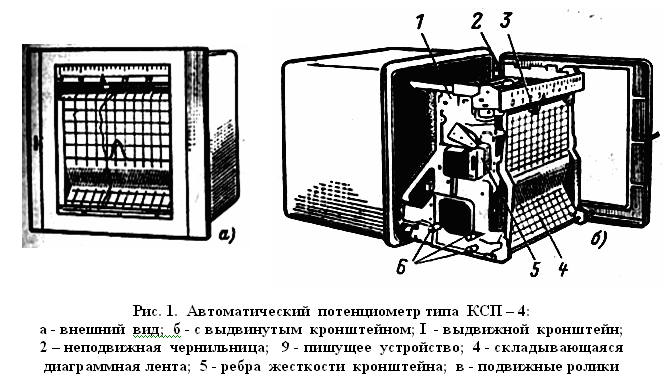 1
2
3
а)
б)
6
5
4
Рис. 1. Автоматический потенциометр типа КСП – 4:
а - внешний вид; б - с выдвинутым кронштейном; I - выдвижной кронштейн;
2 – неподвижная чернильница; 9 - пишущее устройство; 4 - складывающаяся
диаграммная лента; 5 - ребра жесткости кронштейна; в - подвижные ролики